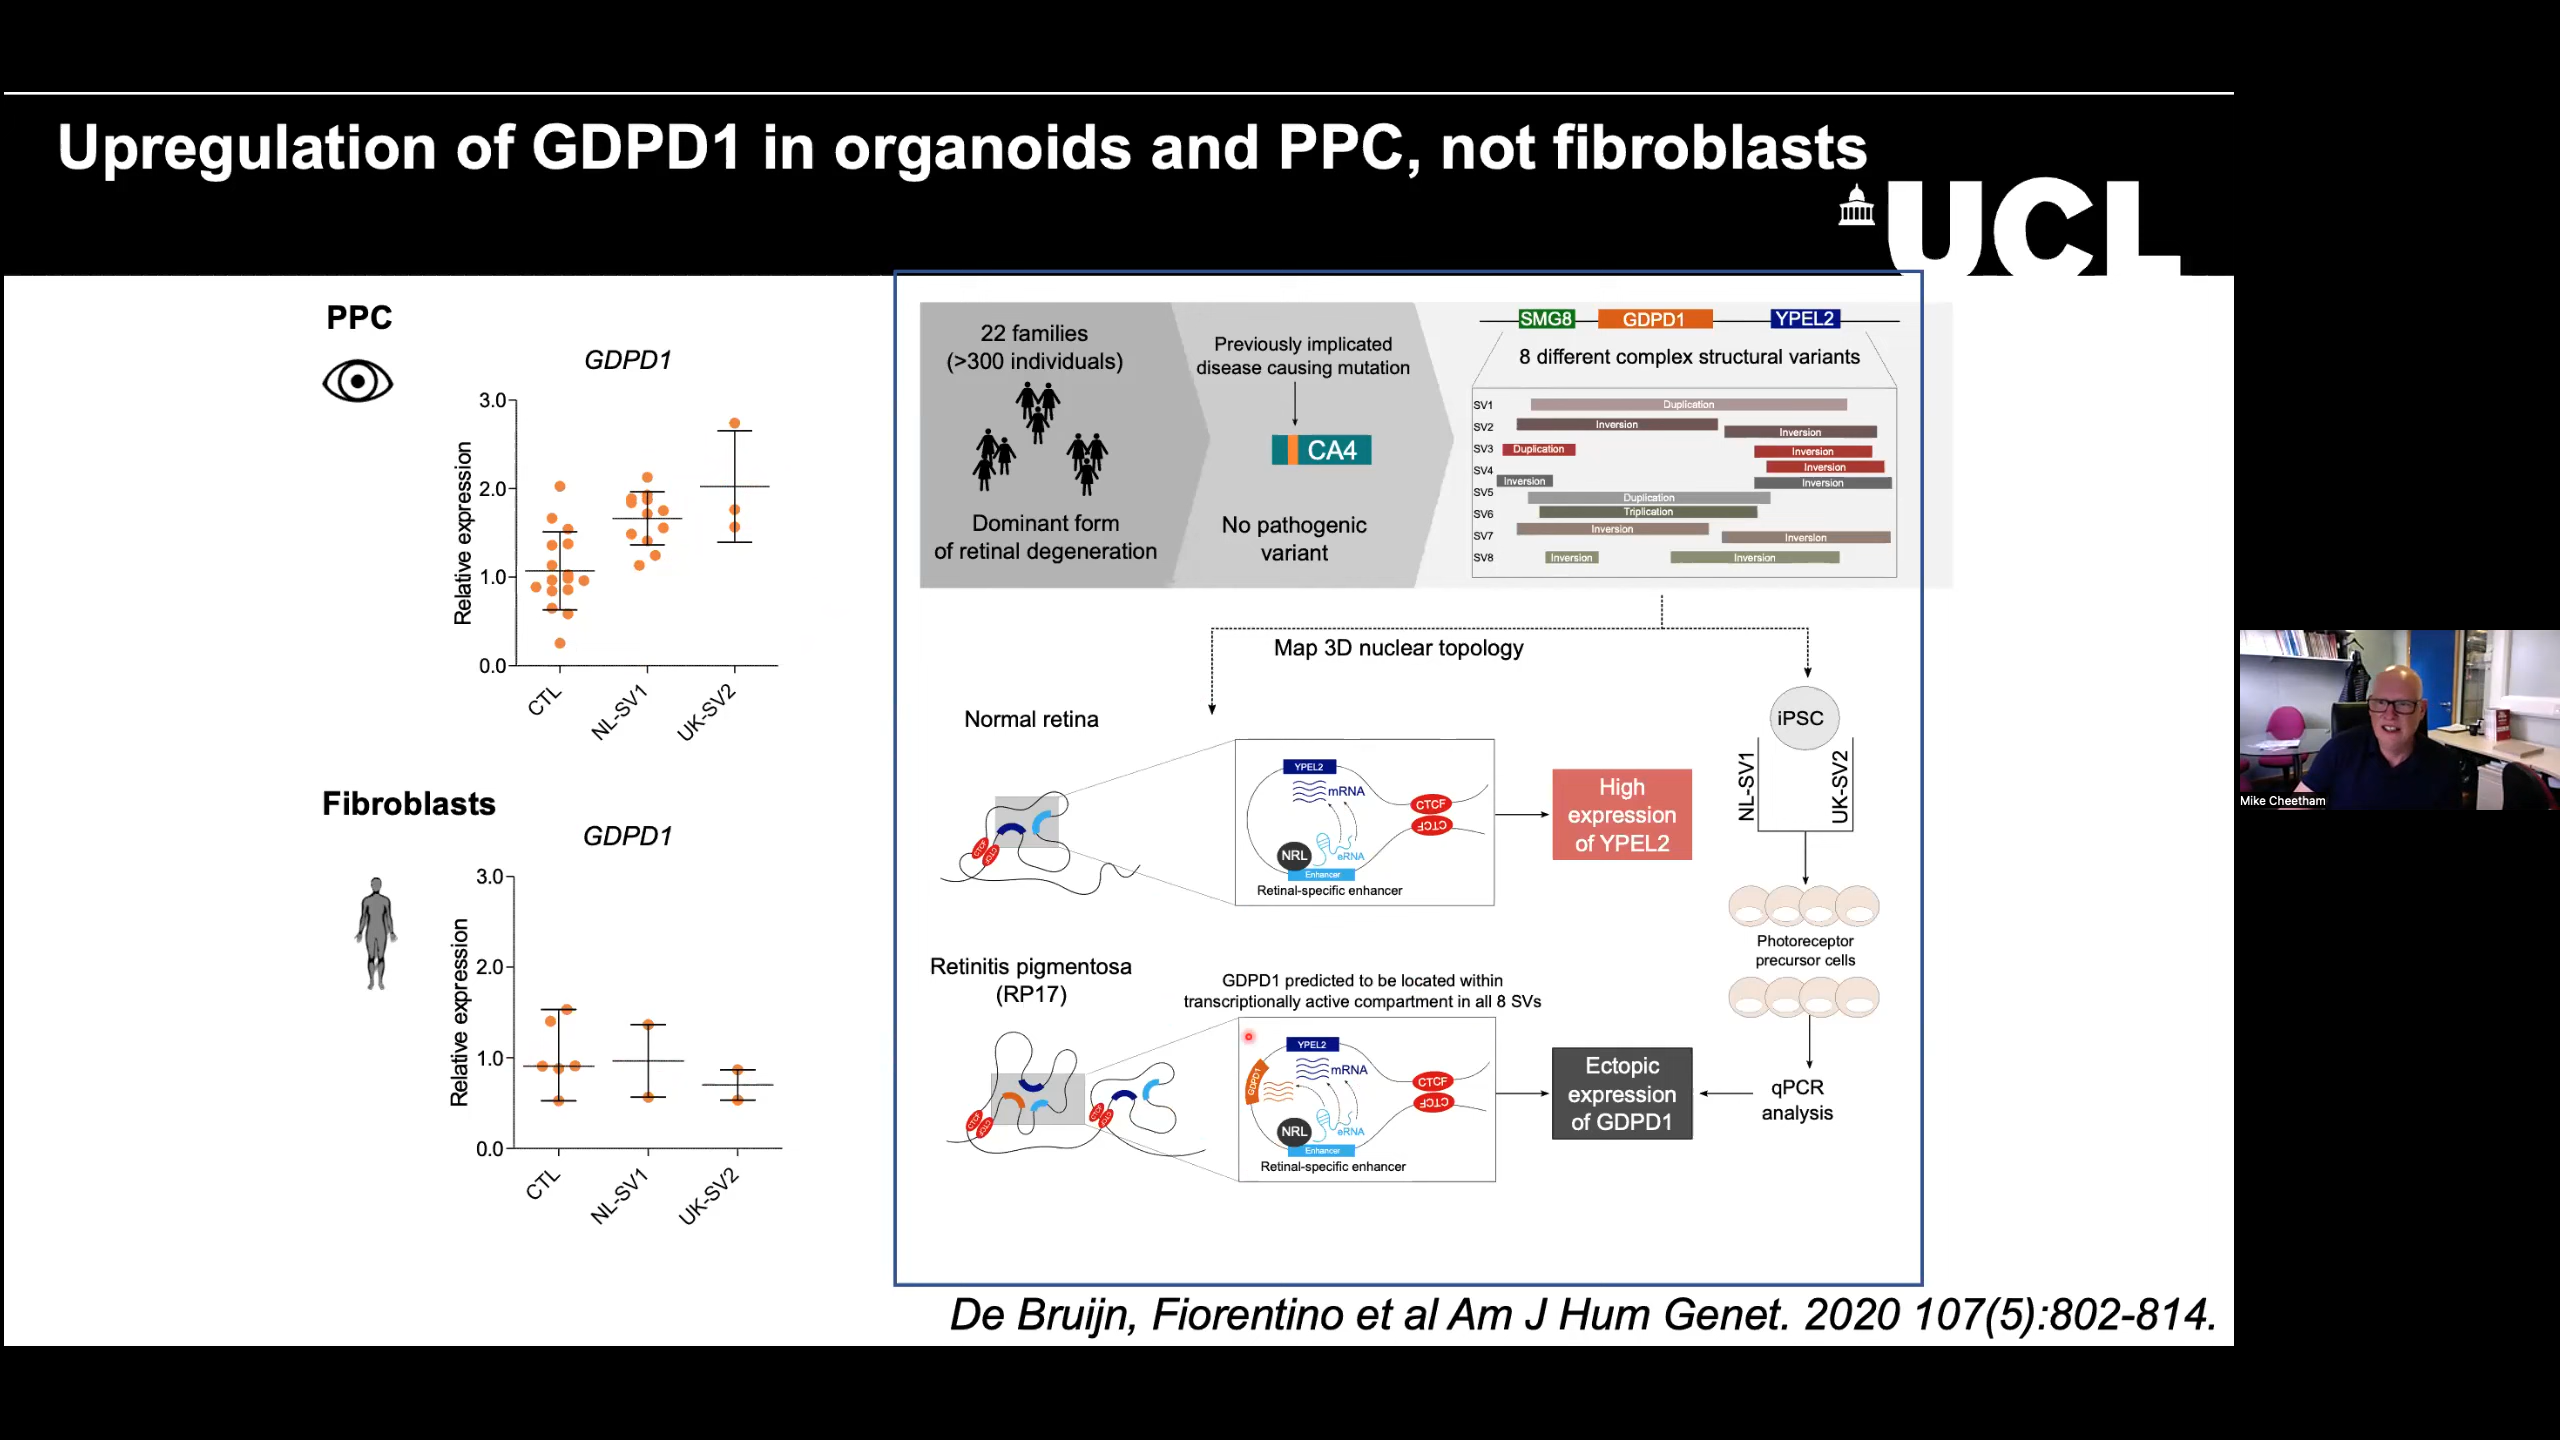 Upregulation of GDPD1 in organoids and PPC, not fibroblasts
UCL
PPC
GDPD1
Relative expression
3.0
2.0
1.0
0.0
CTL
NL-SV1
UK-SV2
Fibroblasts
GDPD1
Relative expression
3.0
2.0
1.0
0.0
CTL
NL-SV1
UK-SV2
22 families
(>300 individuals)
Dominant form
of retinal degeneration
Previously implicated
disease causing mutation
CA4
No pathogenic
variant
SMG8 GDPD1 YPEL2
8 different complex structural variants
SV1 Duplication
SV2 Inversion Inversion
SV3 Duplication Inversion
SV4 Inversion
Inversion Inversion
SV5 Duplication
SV6 Triplication
SV7 Inversion Inversion
SV8 Inversion Inversion
Map 3D nuclear topology
Normal retina
CTCF
CTCF
YPEL2
mRNA
CTCF
CTCF
NRL
eRNA
Enhancer
Retinal-specific enhancer
High
expression
of YPEL2
iPSC
NL-SV1
UK-SV2
Photoreceptor
precursor cells
qPCR
analysis
Retinitis pigmentosa
(RP17)
CTCF
CTCF
CTCF
CTCF
GDPD1 predicted to be located within
transcriptionally active compartment in all 8 SVs
YPEL2
GDPD1
mRNA
CTCF
CTCF
NRL
eRNA
Enhancer
Retinal-specific enhancer
Ectopic
expression
of GDPD1
De Bruijn, Fiorentino et al Am J Hum Genet. 2020 107(5):802-814.
Mike Cheetham